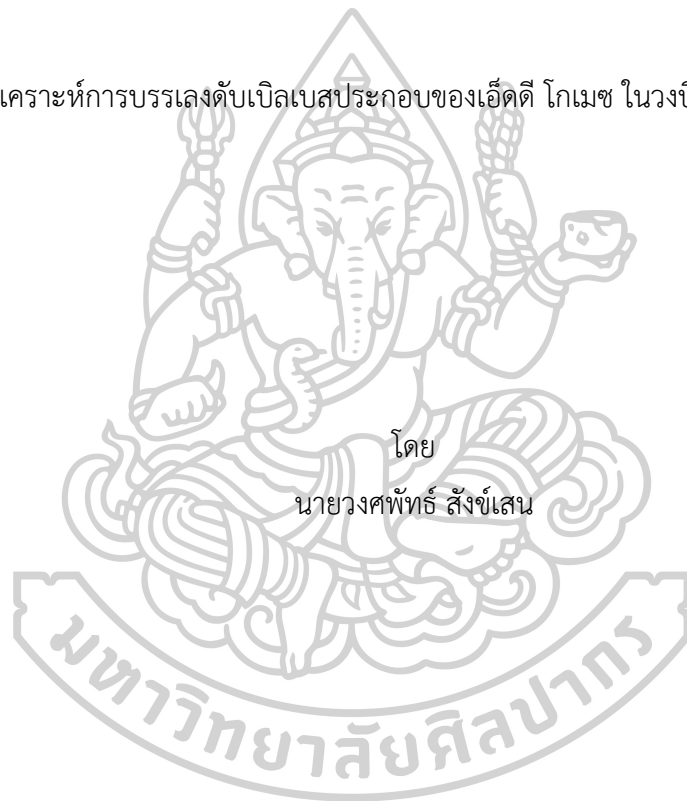 เคราะห์การบรรเลงดับเบิลเบสประกอบของเอ็ดดี โกเมซ ในวง
โดย
นายวงศพัทธ์ สังข์เสน
มหาวิทยาลัยศิลปากร